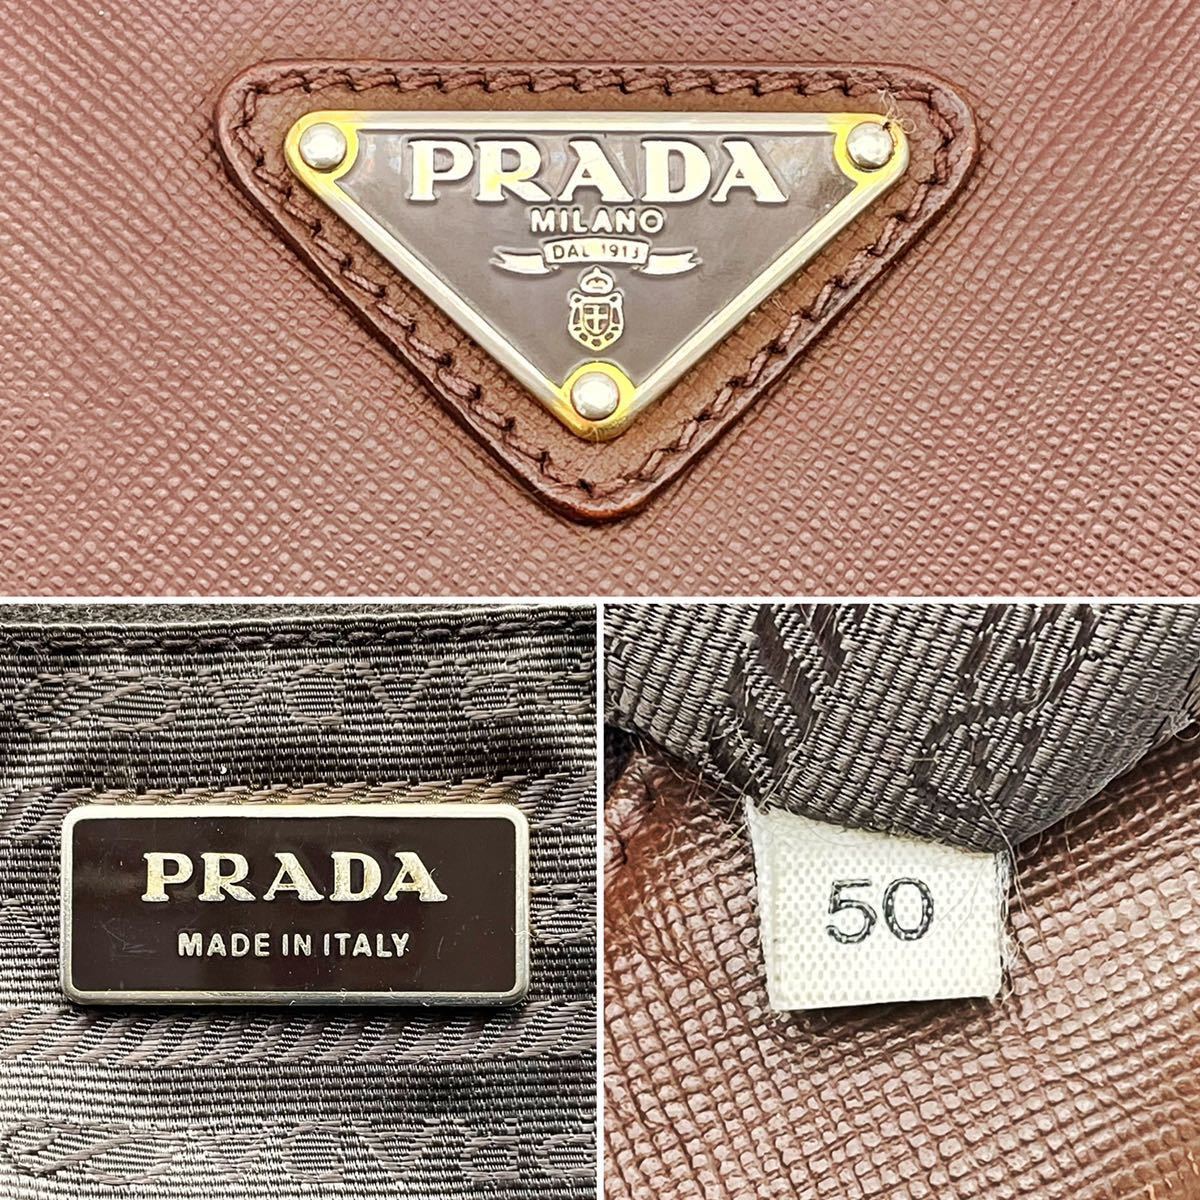 PRADA
MILANO
DAL 1913
PRADA
MADE IN ITALY
50